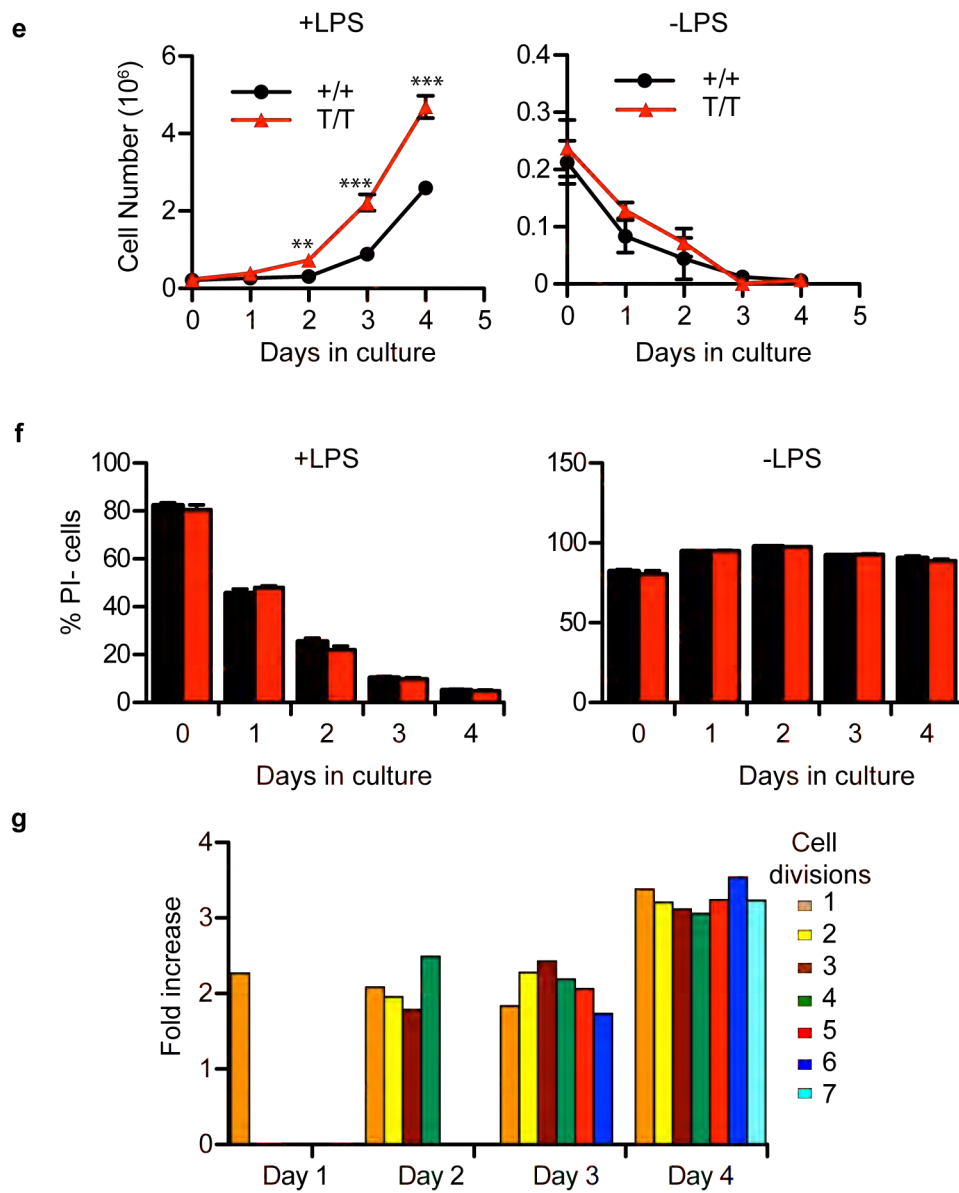 e
+LPS
-LPS
Cell Number (10⁶)
6
4
2
0
+/+
T/T
**
***
***
0 1 2 3 4 5
Days in culture
0.4
0.3
0.2
0.1
0
+/+
T/T
0 1 2 3 4 5
Days in culture
f
+LPS
-LPS
% PI- cells
100
80
60
40
20
0
0 1 2 3 4
Days in culture
150
100
50
0
0 1 2 3 4
Days in culture
g
Fold increase
4
3
2
1
0
Day 1 Day 2 Day 3 Day 4
Cell
divisions
1
2
3
4
5
6
7